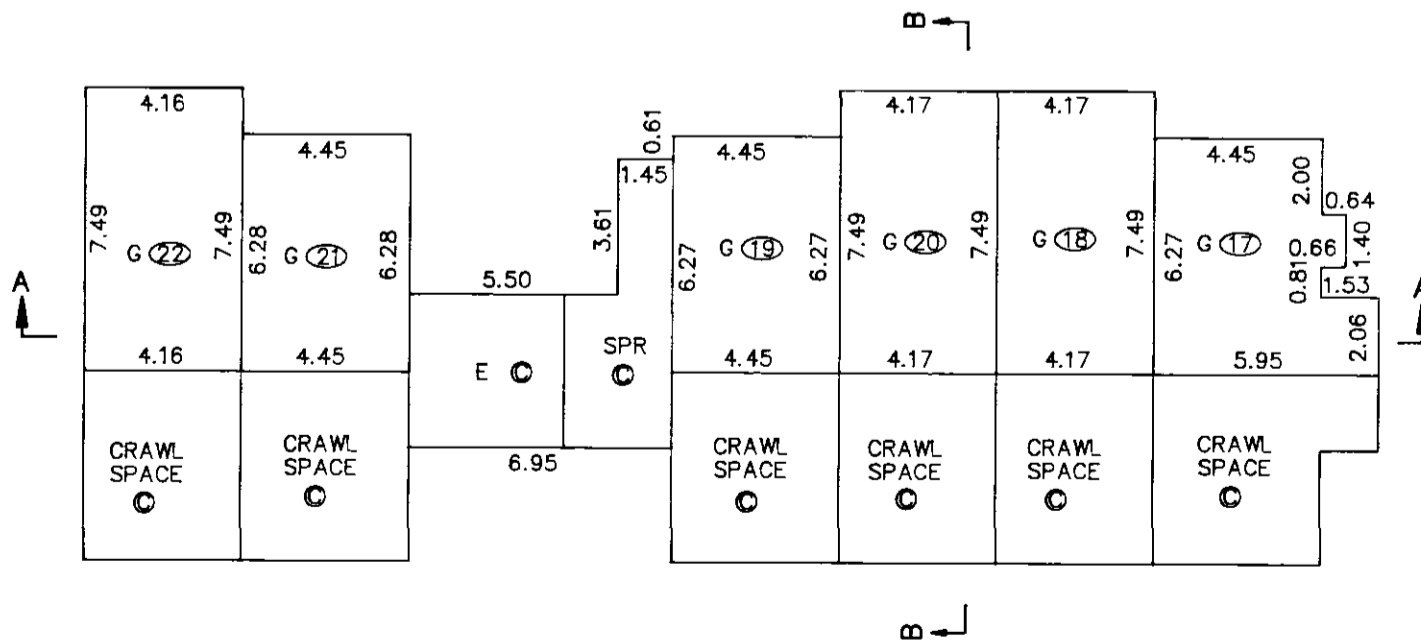 B
4.16
4.45
0.61
1.45
4.45
4.17
4.17
4.45
2.00
0.64
7.49
G 22
7.49
6.28
G 21
6.28
3.61
6.27
G 19
6.27
7.49
G 20
7.49
G 18
7.49
6.27
G 17
0.66
1.40
0.81
1.53
A
5.50
A
2.06
4.16
4.45
E C
SPR
C
4.45
4.17
4.17
5.95
CRAWL
SPACE
C
CRAWL
SPACE
C
6.95
CRAWL
SPACE
C
CRAWL
SPACE
C
CRAWL
SPACE
C
CRAWL
SPACE
C
B